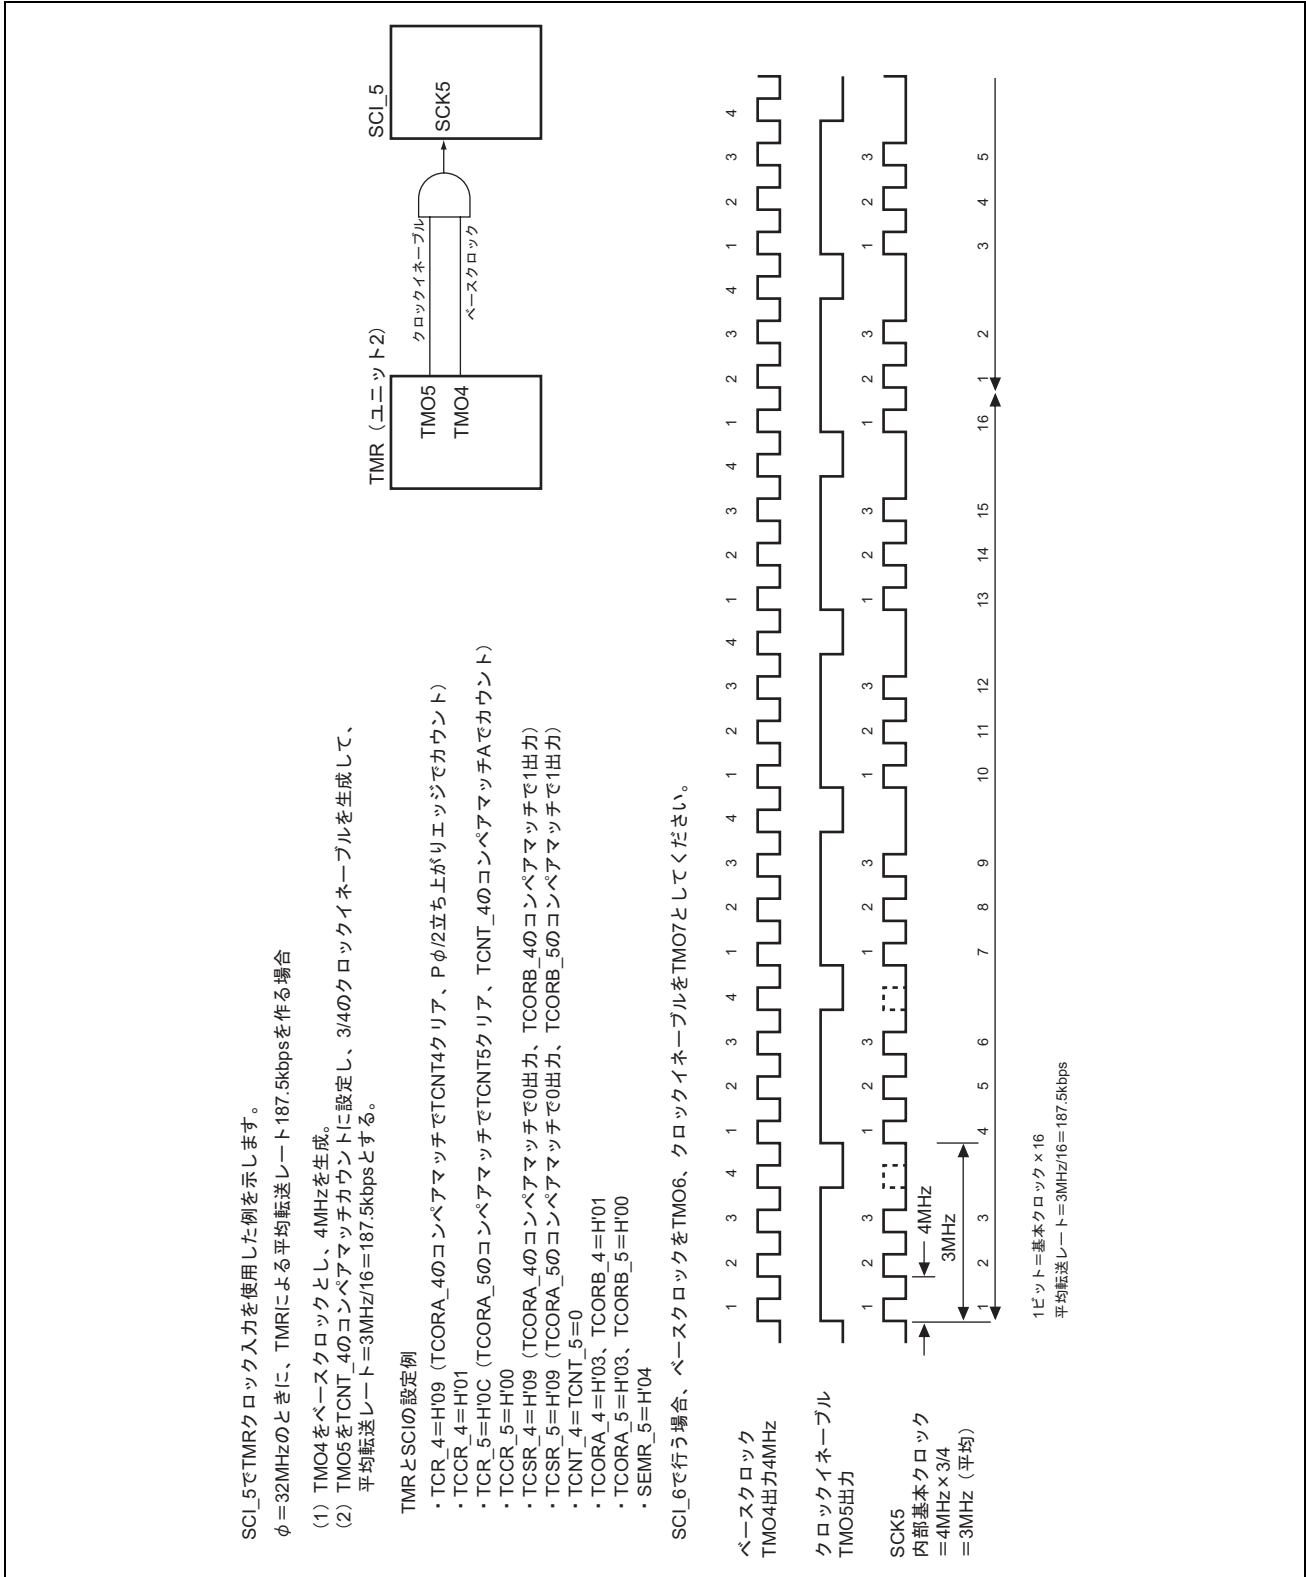 SCI_5でTMRクロック入力を使用した例を示します。
φ=32MHzのときに、TMRによる平均転送レート187.5kbpsを作る場合
(1) TMO4をベースクロックとし、4MHzを生成。
(2) TMO5をTCNT_4のコンペアマッチカウントに設定し、3/4のクロックイネーブルを生成して、
平均転送レート=3MHz/16=187.5kbpsとする。
TMRとSCIの設定例
・TCR_4=H'09(TCORA_4のコンペアマッチでTCNT4クリア、Pφ/2立ち上がりエッジでカウント)
・TCCR_4=H'01
・TCR_5=H'0C(TCORA_5のコンペアマッチでTCNT5クリア、TCNT_4のコンペアマッチAでカウント)
・TCCR_5=H'00
・TCSR_4=H'09(TCORA_4のコンペアマッチで0出力、TCORB_4のコンペアマッチで1出力)
・TCSR_5=H'09(TCORA_5のコンペアマッチで0出力、TCORB_5のコンペアマッチで1出力)
・TCNT_4=TCNT_5=0
・TCORA_4=H'03、TCORB_4=H'01
・TCORA_5=H'03、TCORB_5=H'00
・SEMR_5=H'04
SCI_6で行う場合、ベースクロックをTMO6、クロックイネーブルをTMO7としてください。
TMR(ユニット2)
TMO5
TMO4
クロックイネーブル
ベースクロック
SCI_5
SCK5
ベースクロック
TMO4出力4MHz
1 2 3 4 1 2 3 4 1 2 3 4 1 2 3 4 1 2 3 4 1 2 3 4 1 2 3 4
クロックイネーブル
TMO5出力
SCK5
内部基本クロック
=4MHz×3/4
=3MHz(平均)
1 2 3 1 2 3 1 2 3 1 2 3 1 2 3 1 2 3 1 2 3
4MHz
3MHz
1 2 3 4 5 6 7 8 9 10 11 12 13 14 15 16 1 2 3 4 5
1ビット=基本クロック×16
平均転送レート=3MHz/16=187.5kbps